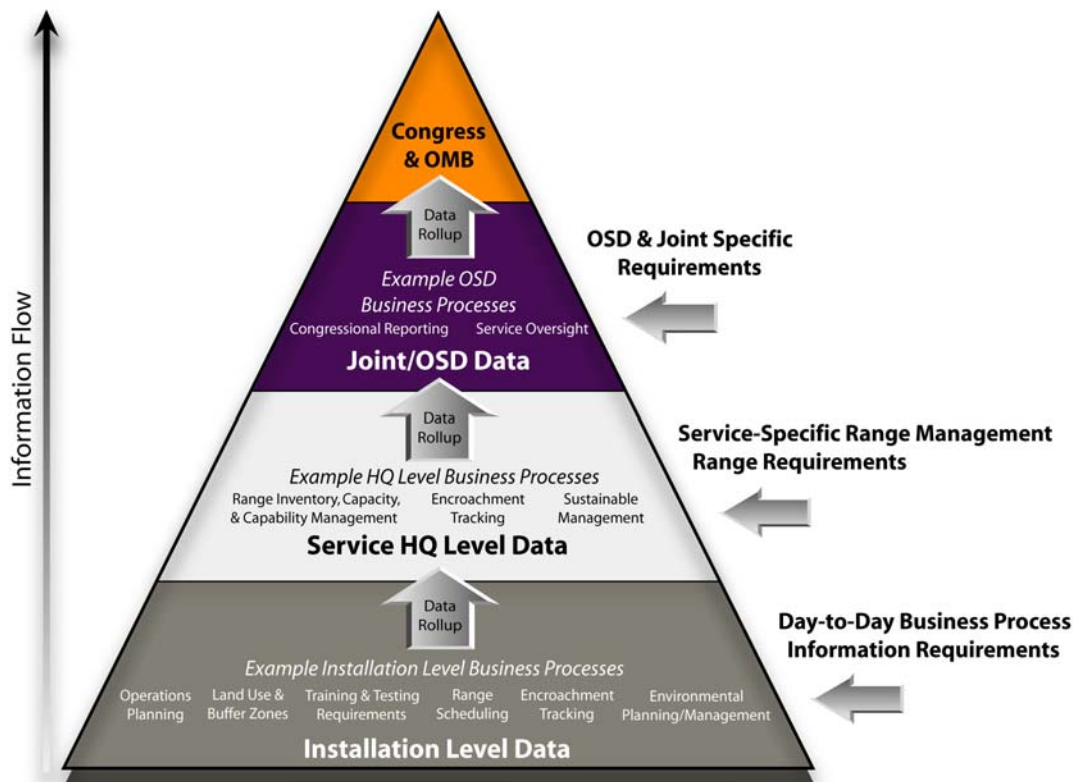 Information Flow
Congress
& OMB
Data
Rollup
Example OSD
Business Processes
Congressional Reporting
Service Oversight
Joint/OSD Data
OSD & Joint Specific
Requirements
Data
Rollup
Example HQ Level Business Processes
Range Inventory, Capacity,
& Capability Management
Encroachment
Tracking
Sustainable
Management
Service HQ Level Data
Service-Specific Range Management
Range Requirements
Data
Rollup
Example Installation Level Business Processes
Operations
Planning
Land Use &
Buffer Zones
Training & Testing
Requirements
Range
Scheduling
Encroachment
Tracking
Environmental
Planning/Management
Installation Level Data
Day-to-Day Business Process
Information Requirements